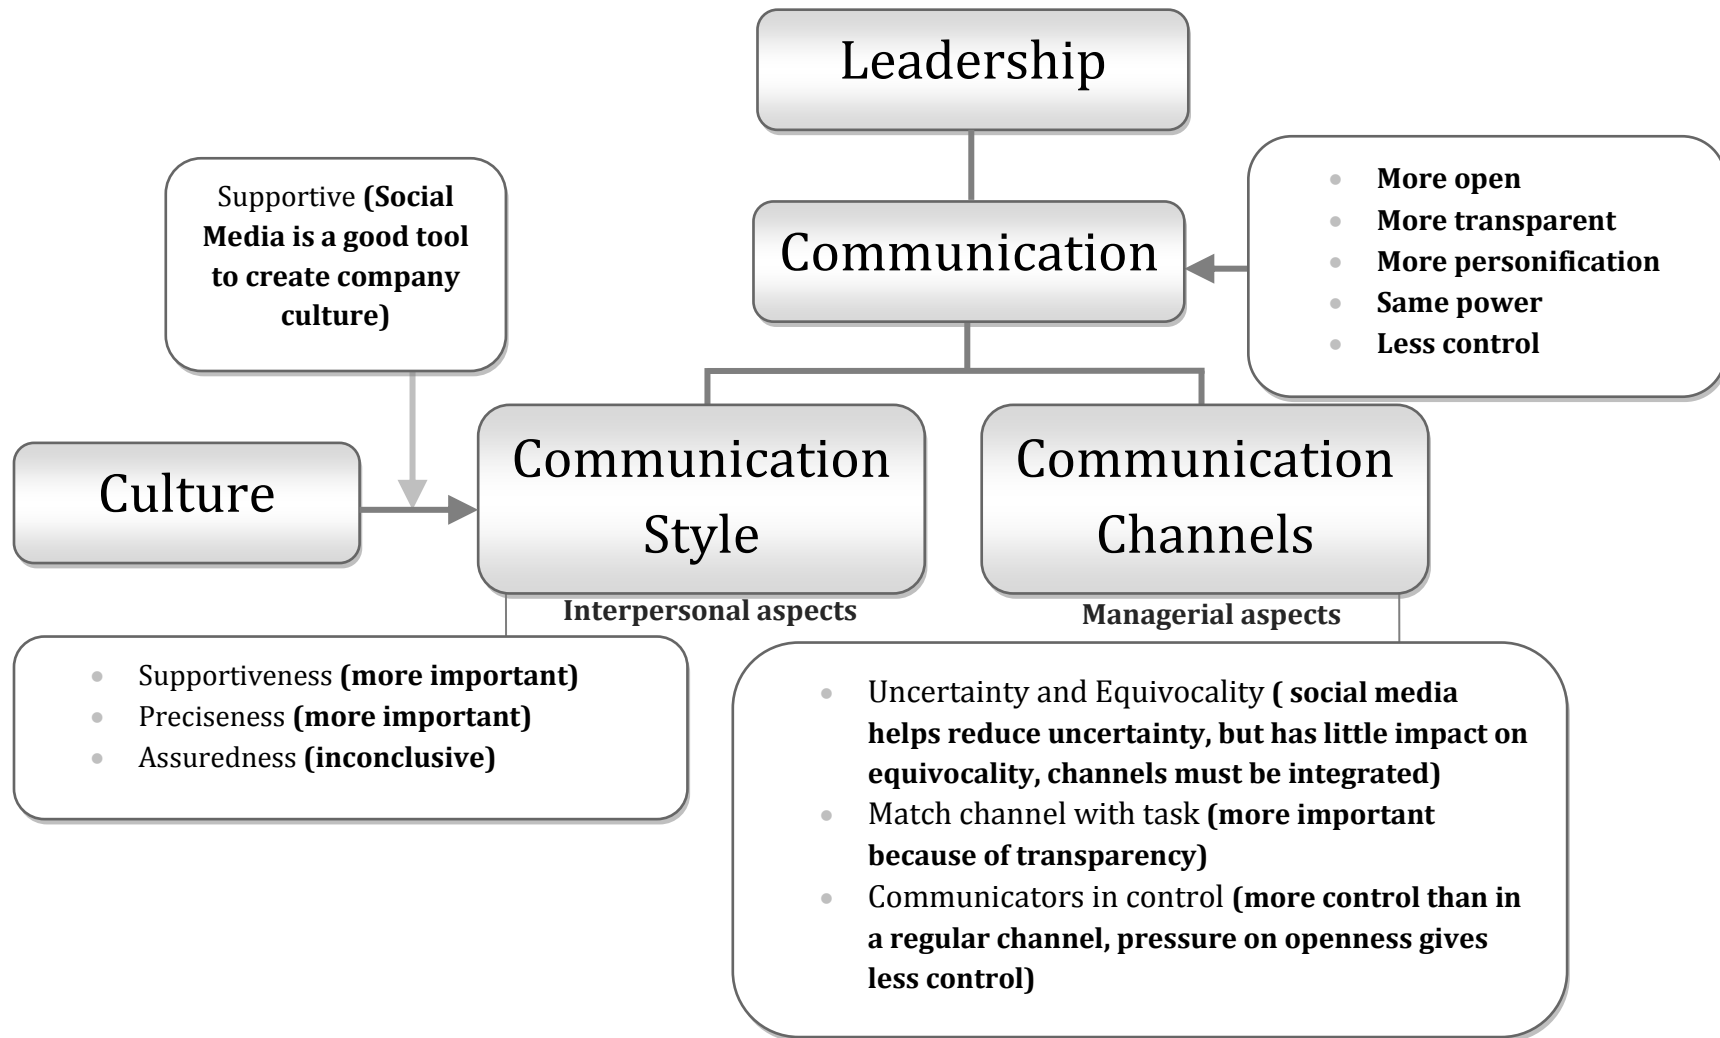 Leadership
Supportive (Social
Media is a good tool
to create company
culture)
Communication
• More open
• More transparent
• More personification
• Same power
• Less control
Culture
Communication
Style
Communication
Channels
Interpersonal aspects
Managerial aspects
• Supportiveness (more important)
• Preciseness (more important)
• Assuredness (inconclusive)
• Uncertainty and Equivocality ( social media
helps reduce uncertainty, but has little impact on
equivocality, channels must be integrated)
• Match channel with task (more important
because of transparency)
• Communicators in control (more control than in
a regular channel, pressure on openness gives
less control)